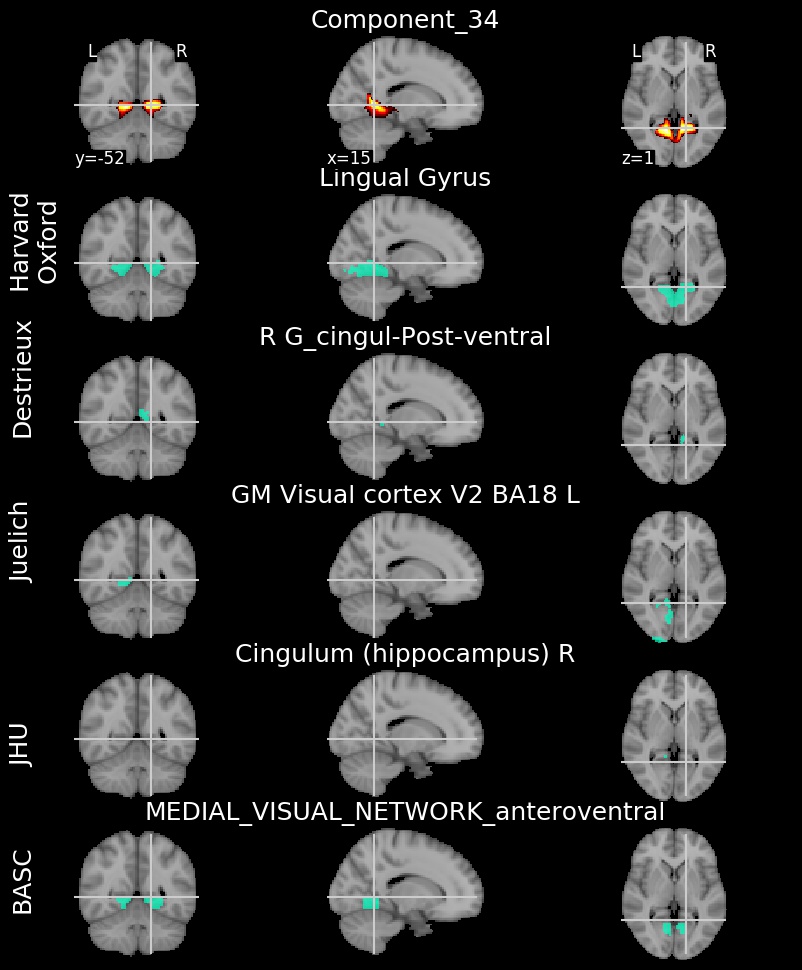 Component_34
L R
L R
y=-52
x=15
z=1
Lingual Gyrus
Harvard
Oxford
R G_cingul-Post-ventral
Destrieux
GM Visual cortex V2 BA18 L
Juelich
Cingulum (hippocampus) R
JHU
MEDIAL_VISUAL_NETWORK_anteroventral
BASC